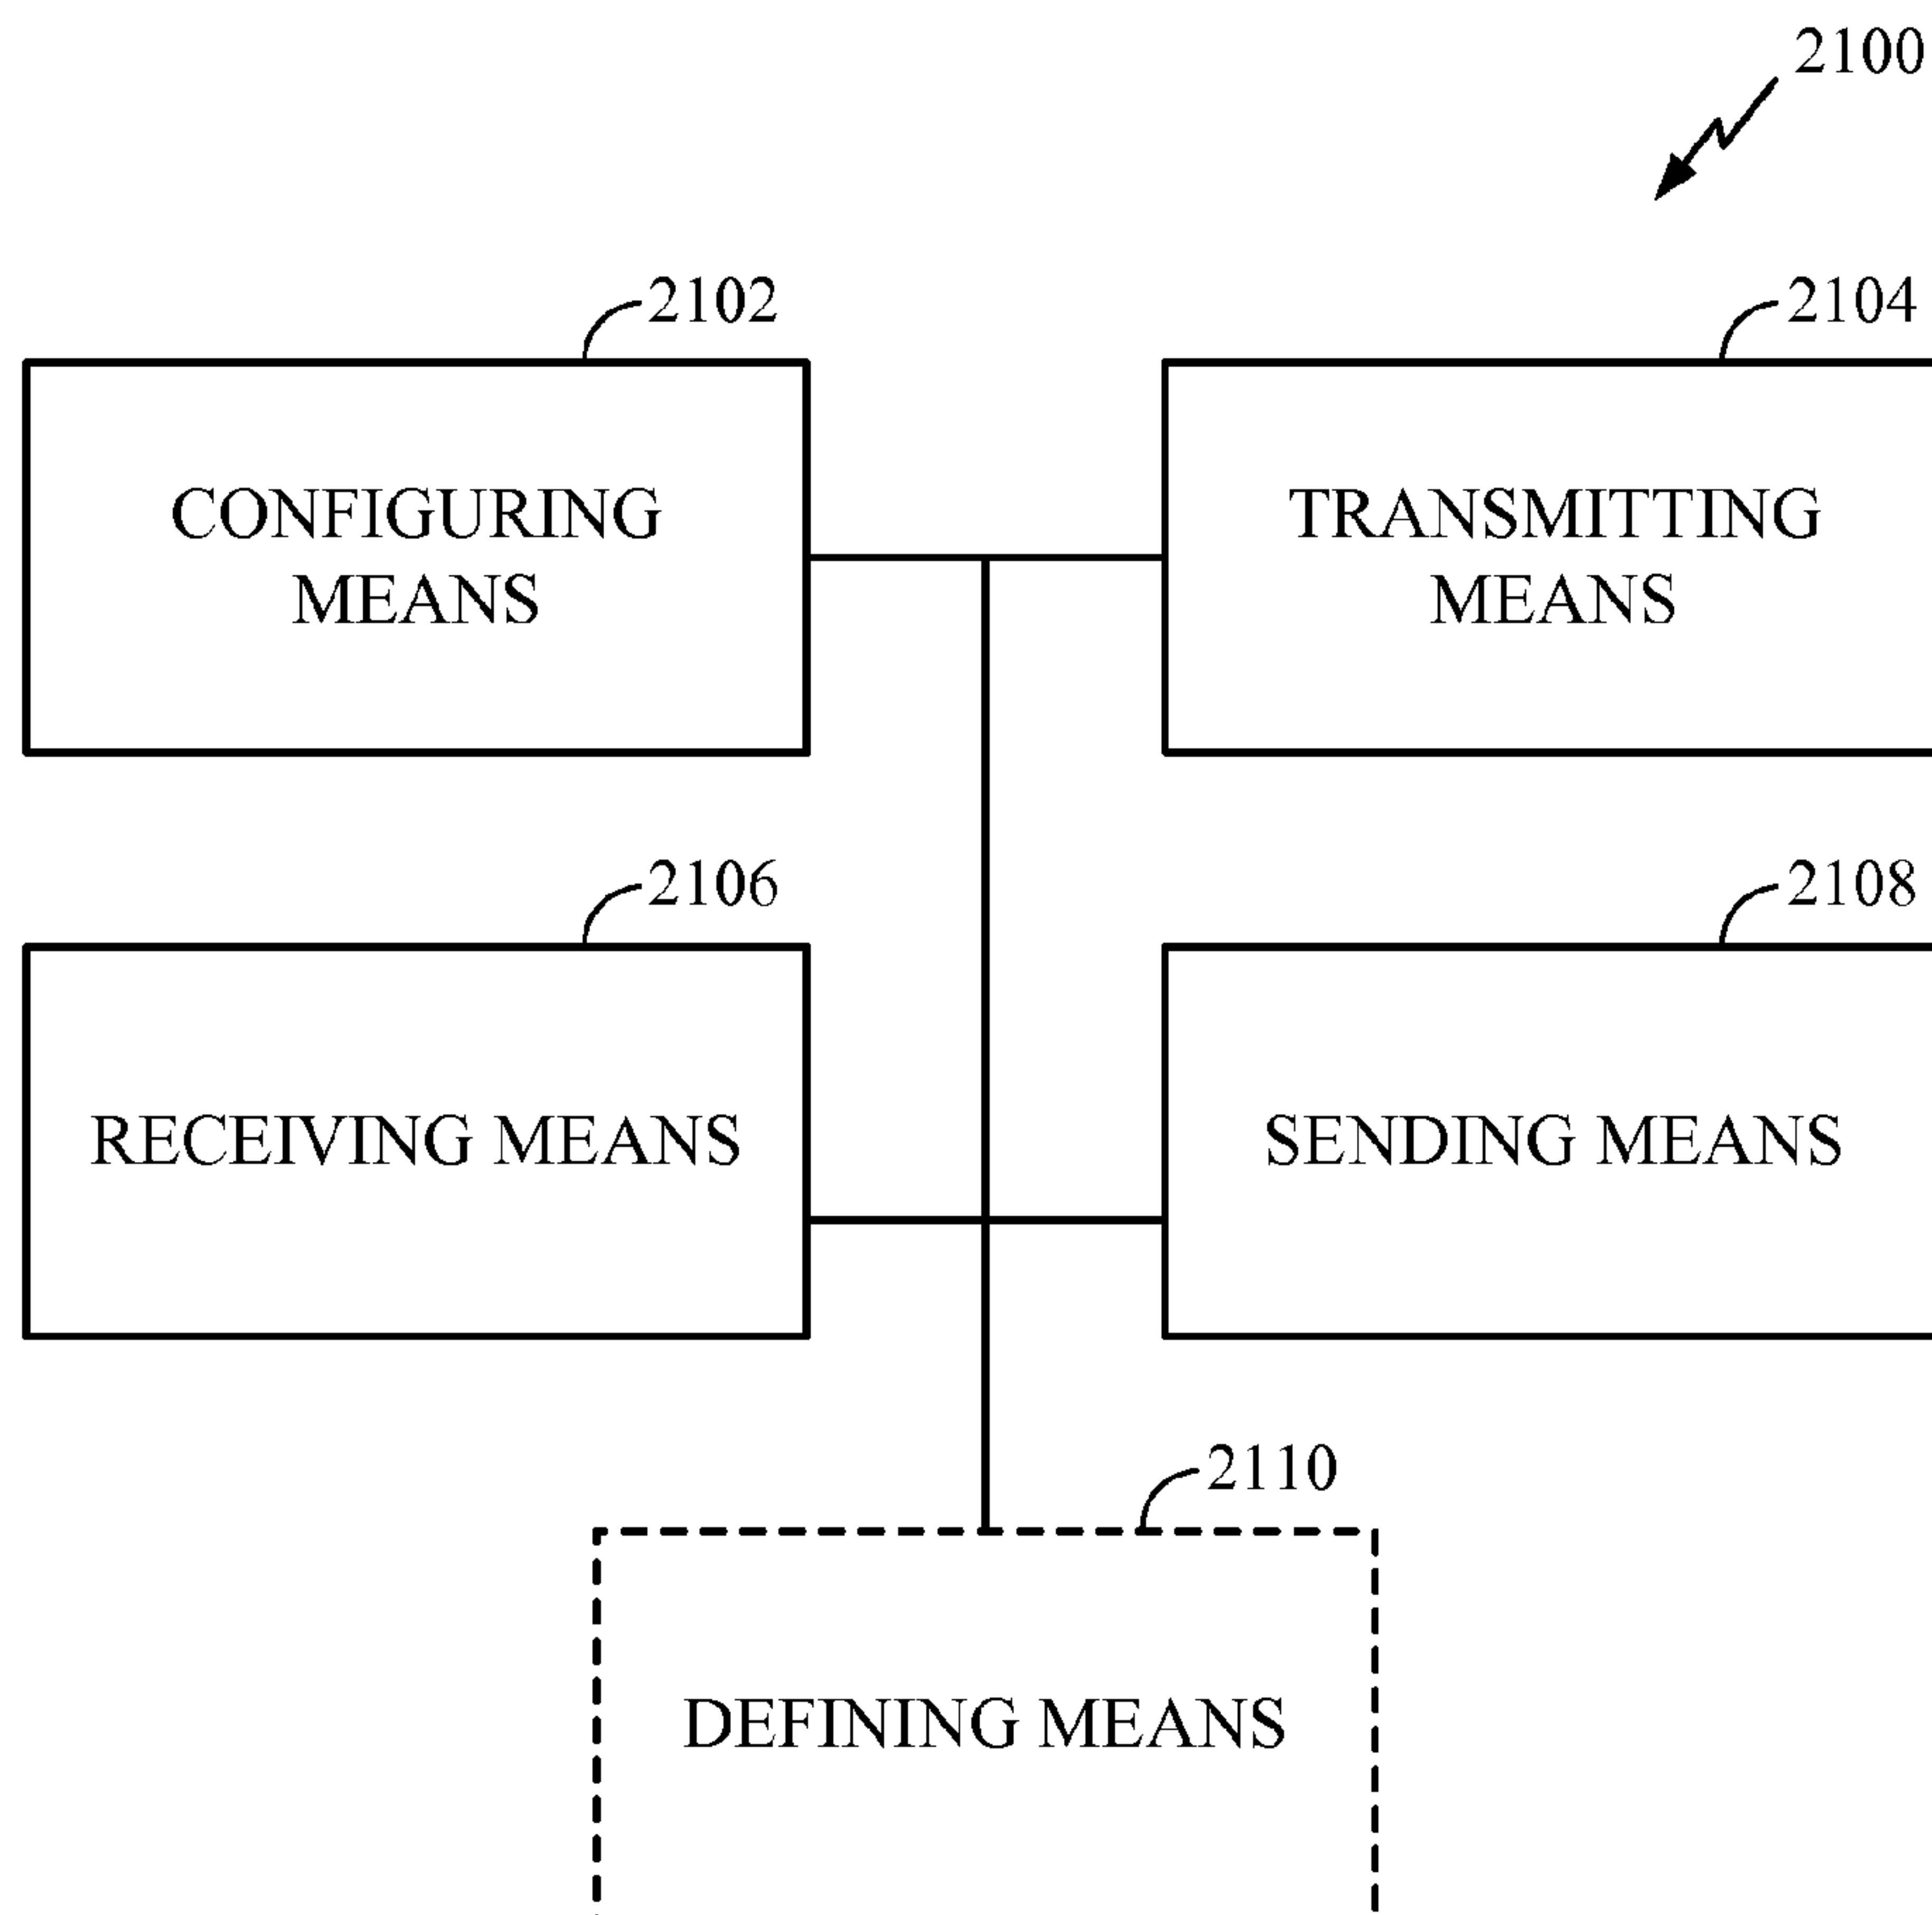 2100
2102
2104
CONFIGURING
MEANS
TRANSMITTING
MEANS
2106
2108
RECEIVING MEANS
SENDING MEANS
2110
DEFINING MEANS